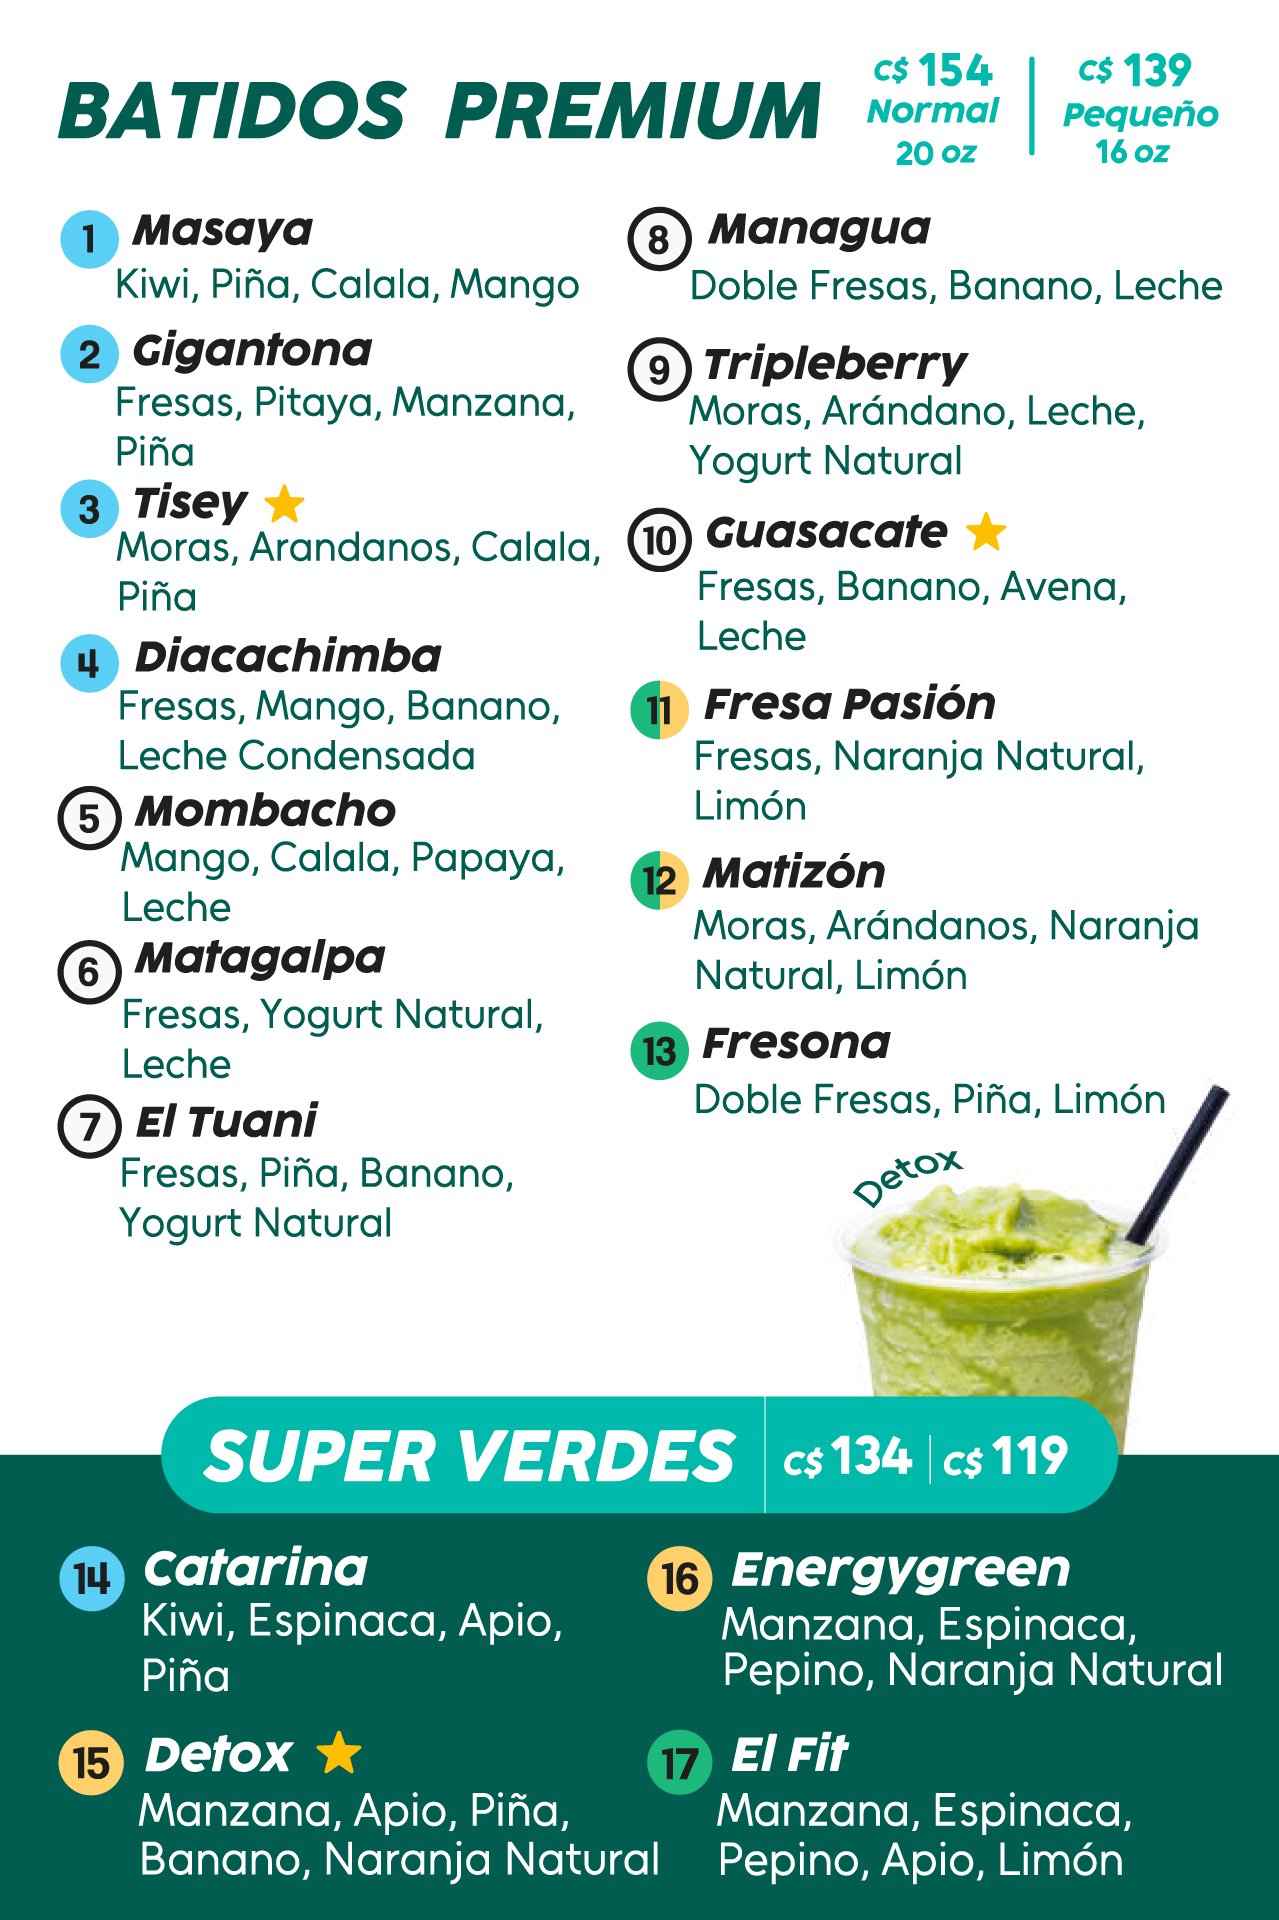 BATIDOS PREMIUM
C$ 154
Normal
20 oz
C$ 139
Pequeño
16 oz
1 Masaya
Kiwi, Piña, Calala, Mango
2 Gigantona
Fresas, Pitaya, Manzana,
Piña
3 Tisey
Moras, Arandanos, Calala,
Piña
4 Diacachimba
Fresas, Mango, Banano,
Leche Condensada
5 Mombacho
Mango, Calala, Papaya,
Leche
6 Matagalpa
Fresas, Yogurt Natural,
Leche
7 El Tuani
Fresas, Piña, Banano,
Yogurt Natural
8 Managua
Doble Fresas, Banano, Leche
9 Tripleberry
Moras, Arándano, Leche,
Yogurt Natural
10 Guasacate
Fresas, Banano, Avena,
Leche
11 Fresa Pasión
Fresas, Naranja Natural,
Limón
12 Matizón
Moras, Arándanos, Naranja
Natural, Limón
13 Fresona
Doble Fresas, Piña, Limón
Detox
SUPER VERDES C$ 134 C$ 119
14 Catarina
Kiwi, Espinaca, Apio,
Piña
15 Detox
Manzana, Apio, Piña,
Banano, Naranja Natural
16 Energygreen
Manzana, Espinaca,
Pepino, Naranja Natural
17 El Fit
Manzana, Espinaca,
Pepino, Apio, Limón